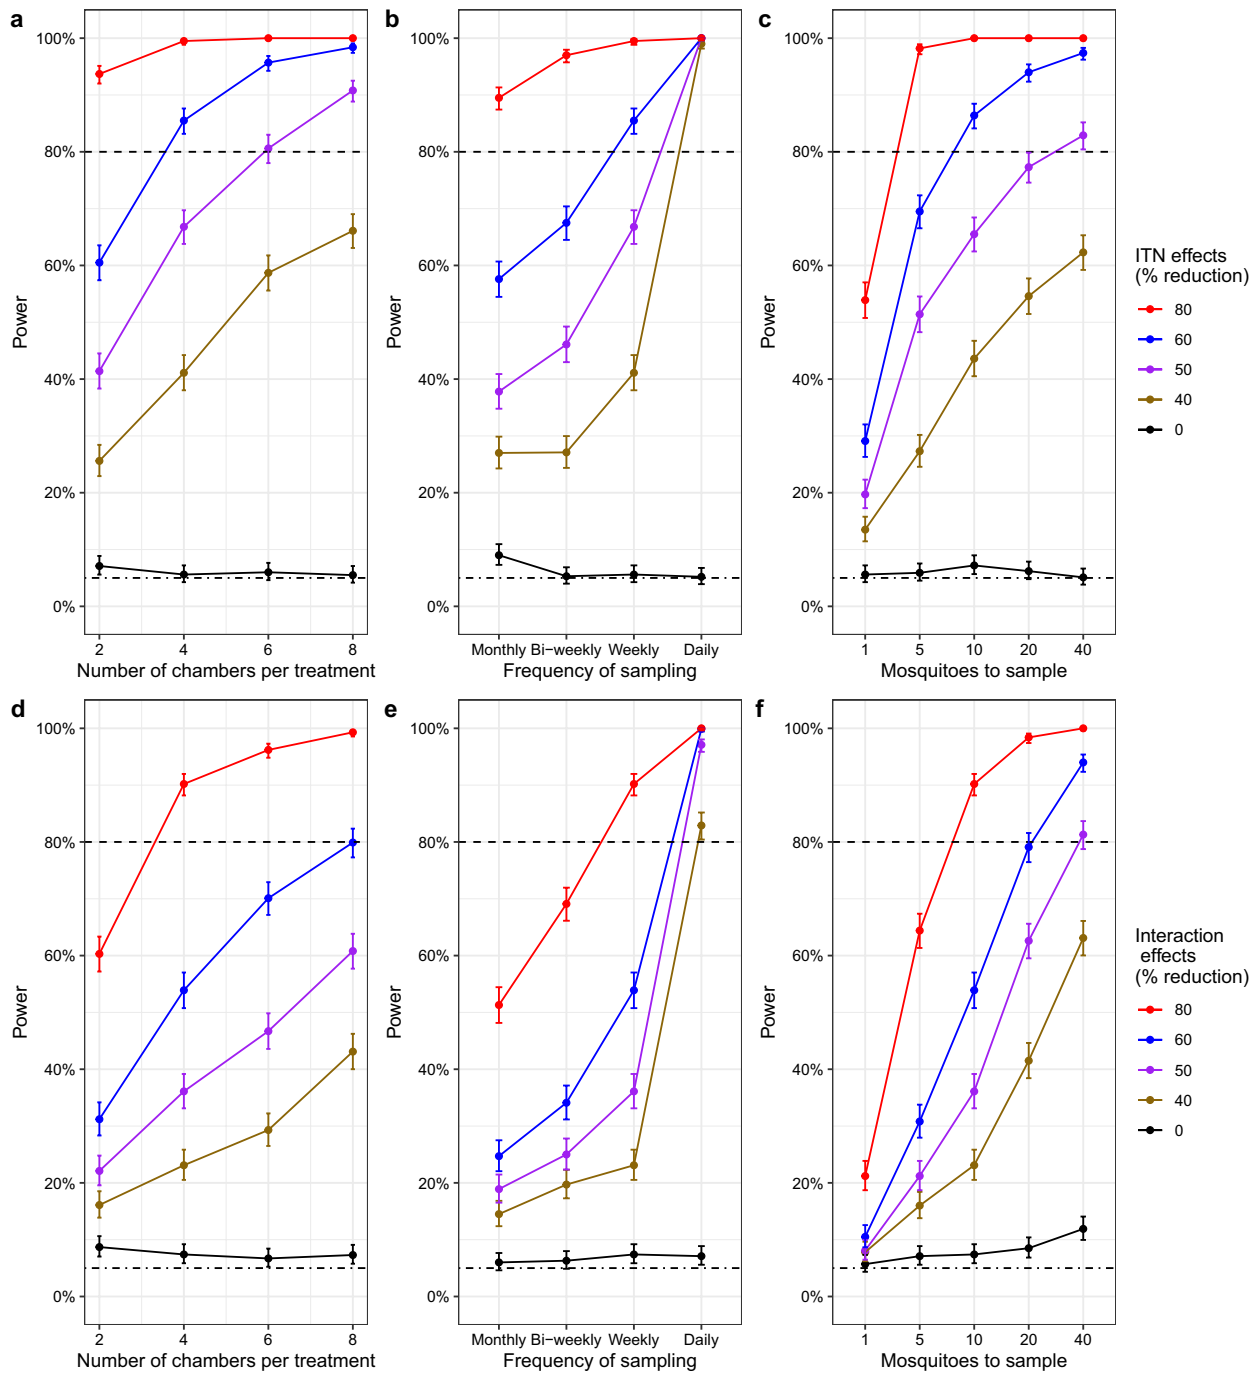 a
b
c
100%
80%
60%
40%
20%
0%
Power
2
4
6
8
Number of chambers per treatment
100%
80%
60%
40%
20%
0%
Power
Monthly
Bi−weekly
Weekly
Daily
Frequency of sampling
100%
80%
60%
40%
20%
0%
Power
1
5
10
20
40
Mosquitoes to sample
ITN effects
(% reduction)
80
60
50
40
0
d
e
f
100%
80%
60%
40%
20%
0%
Power
2
4
6
8
Number of chambers per treatment
100%
80%
60%
40%
20%
0%
Power
Monthly
Bi−weekly
Weekly
Daily
Frequency of sampling
100%
80%
60%
40%
20%
0%
Power
1
5
10
20
40
Mosquitoes to sample
Interaction
effects
(% reduction)
80
60
50
40
0